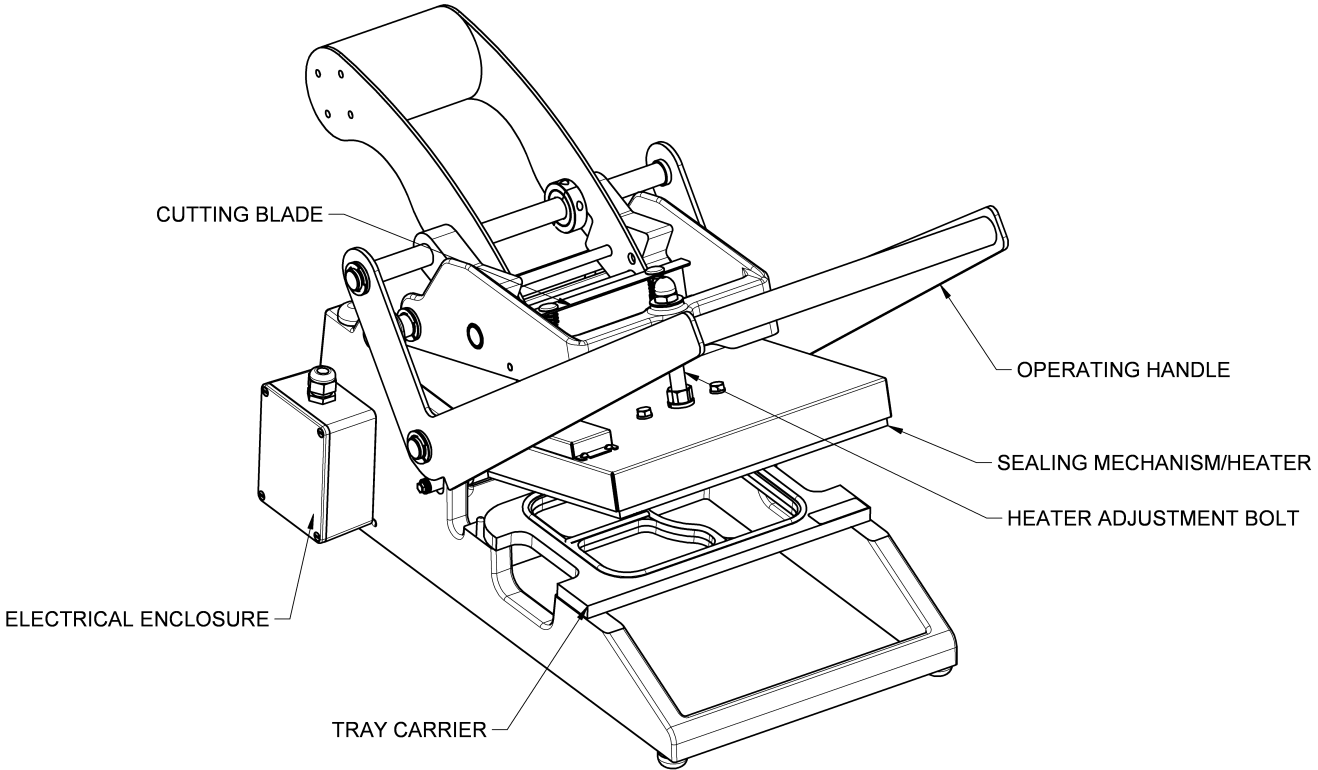 CUTTING BLADE
OPERATING HANDLE
SEALING MECHANISM/HEATER
HEATER ADJUSTMENT BOLT
ELECTRICAL ENCLOSURE
TRAY CARRIER